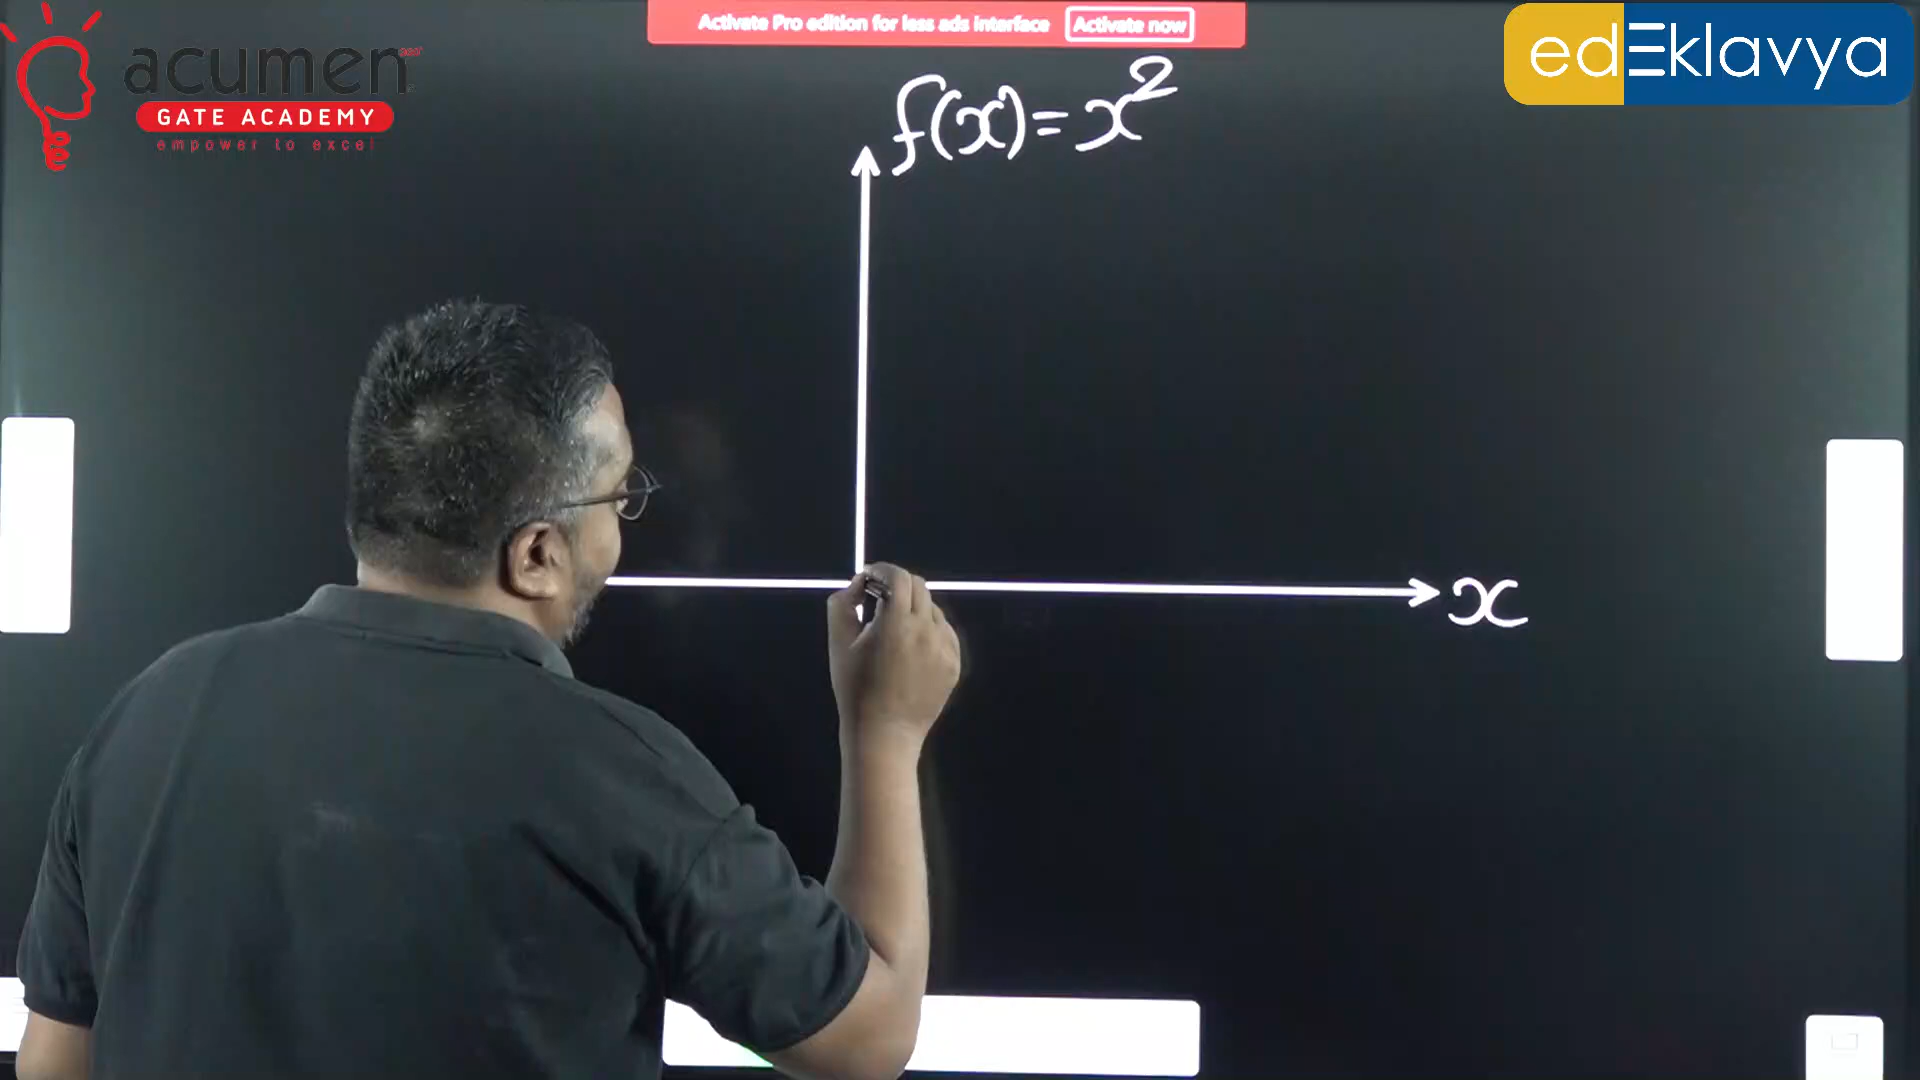 Activate Pro edition for less ads interface Activate now
edEklavya
acumen
GATE ACADEMY
empower to excel
f(x)=x²
x